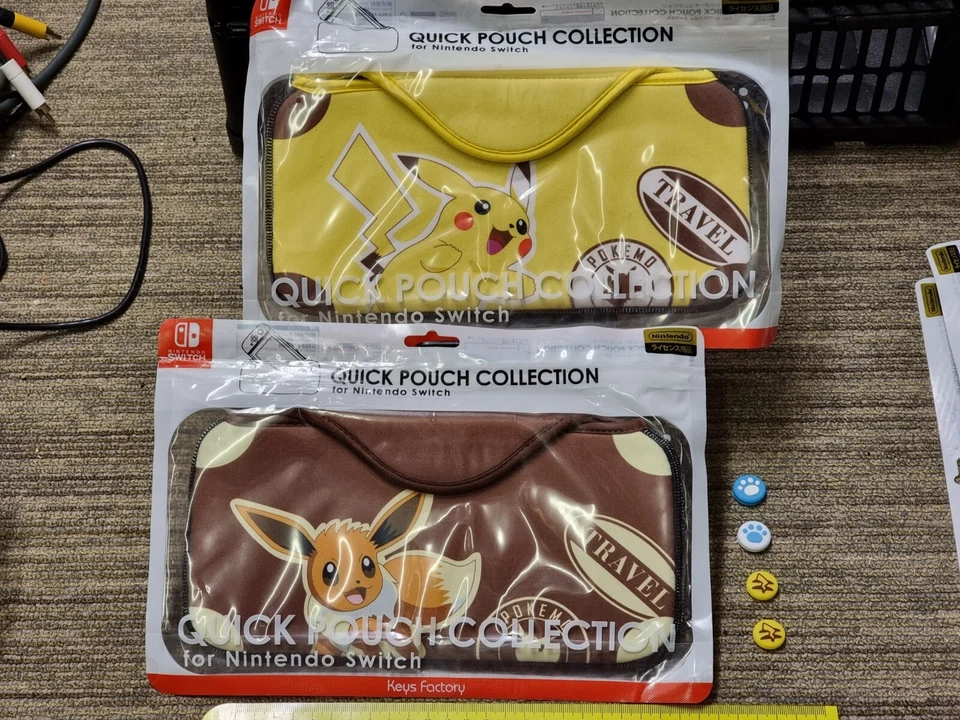 SWITCH
QUICK POUCH COLLECTION
for Nintendo Switch
TRAVEL
POKEMO
QUICK POUCH COLLECTION
for Nintendo Switch
NINTENDO
SWITCH
Nintendo
ライセンス商品
QUICK POUCH COLLECTION
for Nintendo Switch
TRAVEL
POKEMO
QUICK POUCH COLLECTION
for Nintendo Switch
Keys Factory